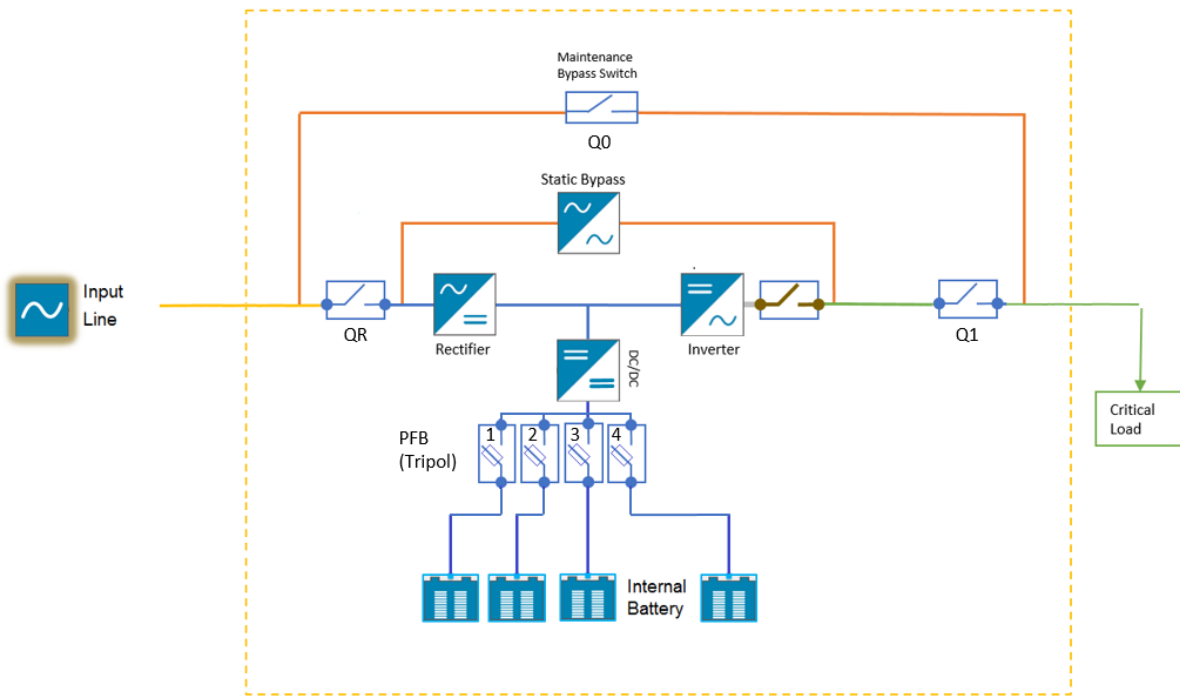 Maintenance
Bypass Switch
Q0
Static Bypass
Input
Line
QR
Rectifier
Inverter
Q1
DC/DC
Critical
Load
PFB
(Tripol)
1
2
3
4
Internal
Battery